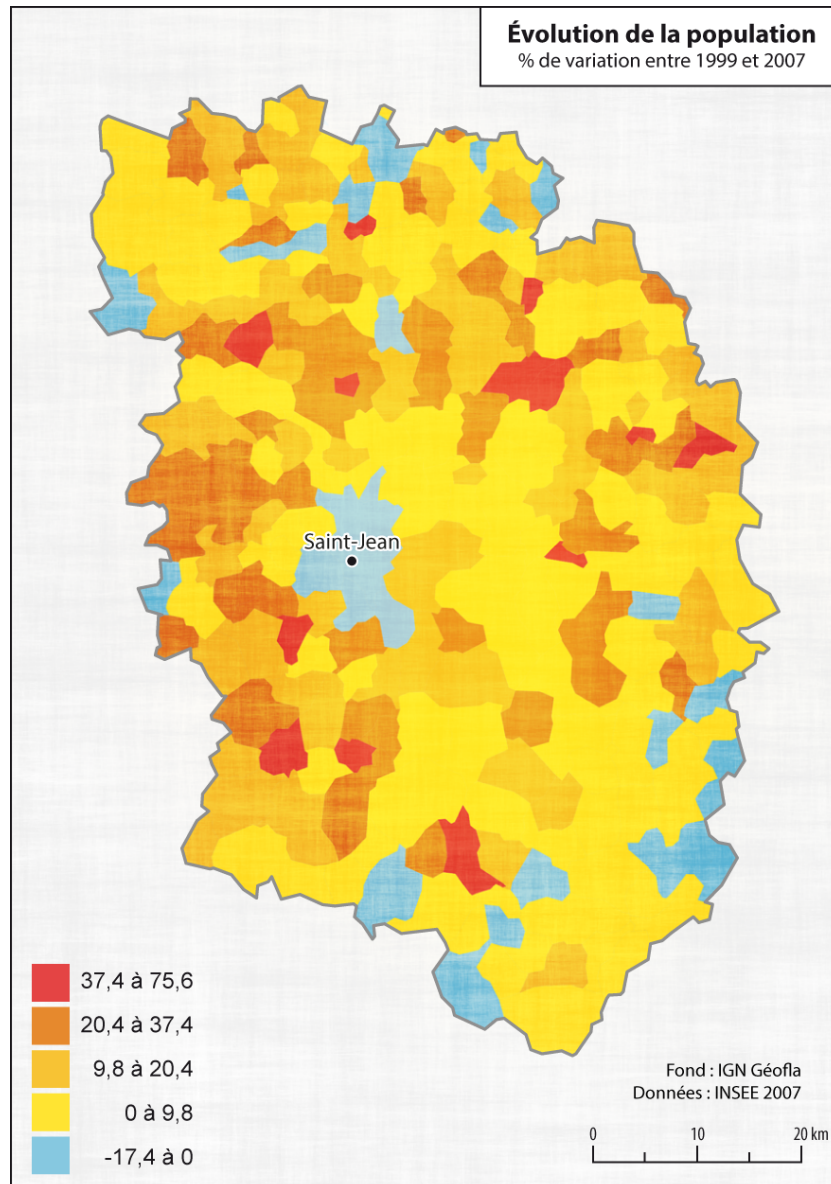 Évolution de la population
% de variation entre 1999 et 2007
Saint-Jean
37,4 à 75,6
20,4 à 37,4
9,8 à 20,4
0 à 9,8
-17,4 à 0
Fond : IGN Géofla
Données : INSEE 2007
0 10 20 km